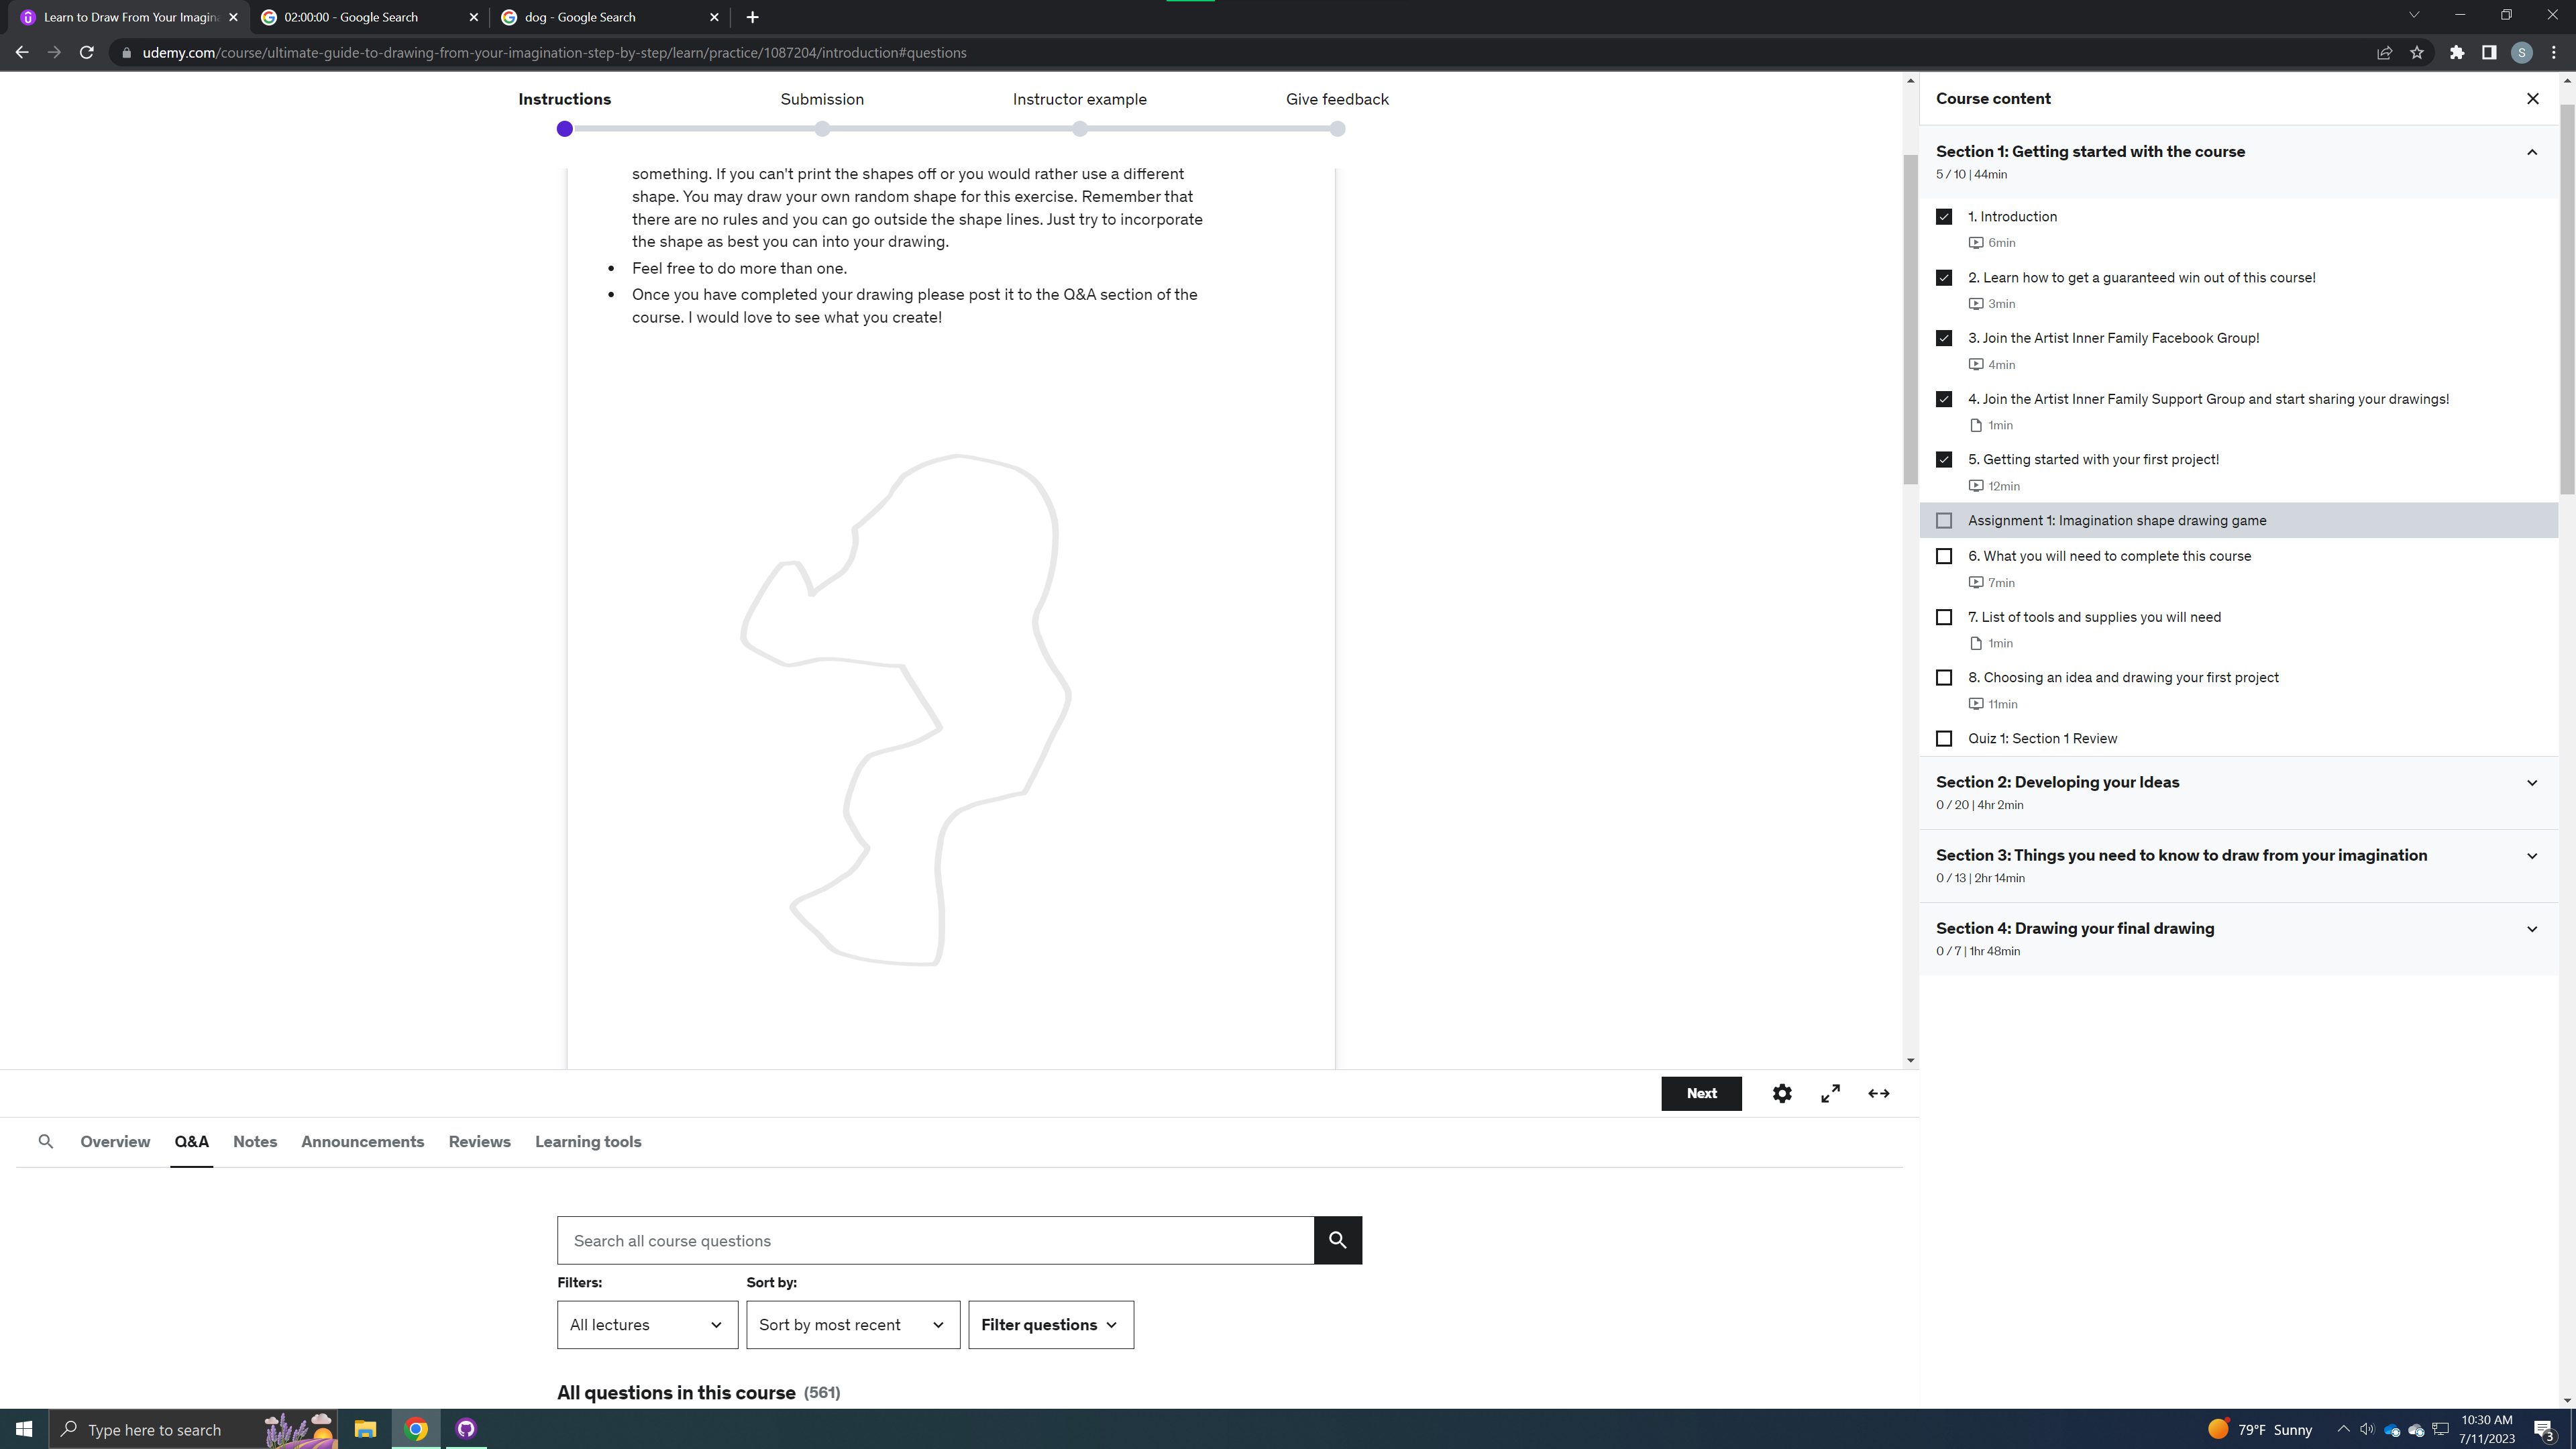 Learn to Draw From Your Imagin
02:00:00 - Google Search
dog - Google Search
udemy.com/course/ultimate-guide-to-drawing-from-your-imagination-step-by-step/learn/practice/1087204/introduction#questions
S
Instructions
Submission
Instructor example
Give feedback
something. If you can't print the shapes off or you would rather use a different
shape. You may draw your own random shape for this exercise. Remember that
there are no rules and you can go outside the shape lines. Just try to incorporate
the shape as best you can into your drawing.
• Feel free to do more than one.
• Once you have completed your drawing please post it to the Q&A section of the
course. I would love to see what you create!
Next
Overview Q&A Notes Announcements Reviews Learning tools
Search all course questions
Filters:
Sort by:
All lectures
Sort by most recent
Filter questions
All questions in this course (561)
Course content
Section 1: Getting started with the course
5 / 10 | 44min
1. Introduction
6min
2. Learn how to get a guaranteed win out of this course!
3min
3. Join the Artist Inner Family Facebook Group!
4min
4. Join the Artist Inner Family Support Group and start sharing your drawings!
1min
5. Getting started with your first project!
12min
Assignment 1: Imagination shape drawing game
6. What you will need to complete this course
7min
7. List of tools and supplies you will need
1min
8. Choosing an idea and drawing your first project
11min
Quiz 1: Section 1 Review
Section 2: Developing your Ideas
0 / 20 | 4hr 2min
Section 3: Things you need to know to draw from your imagination
0 / 13 | 2hr 14min
Section 4: Drawing your final drawing
0 / 7 | 1hr 48min
Type here to search
79°F Sunny
10:30 AM
7/11/2023
3